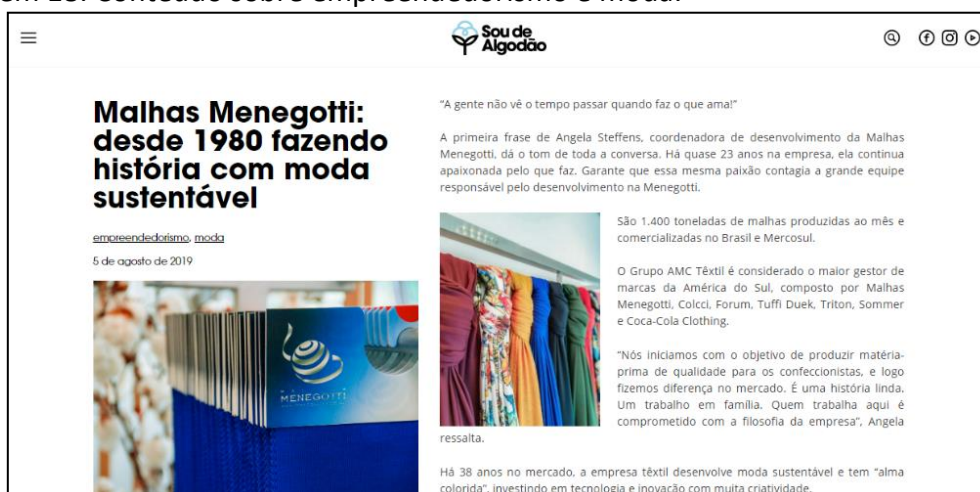 Sou de
Algodão
Malhas Menegotti:
desde 1980 fazendo
história com moda
sustentável
empreendedorismo, moda
5 de agosto de 2019
MENEGOTTI
“A gente não vê o tempo passar quando faz o que ama!”
A primeira frase de Angela Steffens, coordenadora de desenvolvimento da Malhas
Menegotti, dá o tom de toda a conversa. Há quase 23 anos na empresa, ela continua
apaixonada pelo que faz. Garante que essa mesma paixão contagia a grande equipe
responsável pelo desenvolvimento na Menegotti.
São 1.400 toneladas de malhas produzidas ao mês e
comercializadas no Brasil e Mercosul.
O Grupo AMC Têxtil é considerado o maior gestor de
marcas da América do Sul, composto por Malhas
Menegotti, Colcci, Forum, Tuffi Duek, Triton, Sommer
e Coca-Cola Clothing.
“Nós iniciamos com o objetivo de produzir matéria-
prima de qualidade para os confeccionistas, e logo
fizemos diferença no mercado. É uma história linda.
Um trabalho em família. Quem trabalha aqui é
comprometido com a filosofia da empresa”, Angela
ressalta.
Há 38 anos no mercado, a empresa têxtil desenvolve moda sustentável e tem “alma
colorida”, investindo em tecnologia e inovação com muita criatividade.